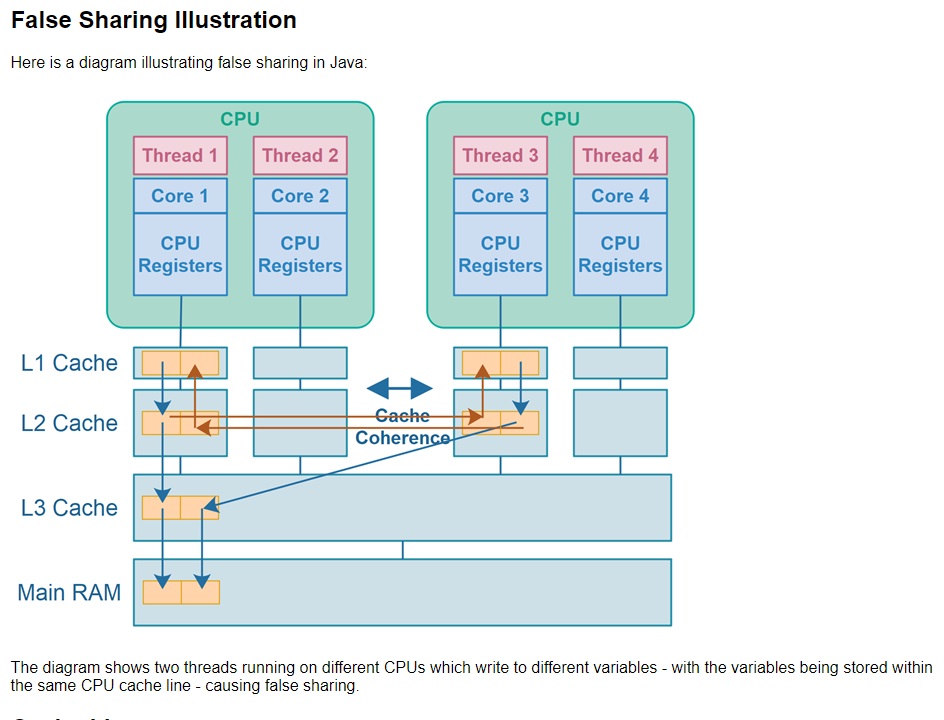 False Sharing Illustration
Here is a diagram illustrating false sharing in Java:
CPU
CPU
Thread 1
Thread 2
Thread 3
Thread 4
Core 1
Core 2
Core 3
Core 4
CPU
Registers
CPU
Registers
CPU
Registers
CPU
Registers
L1 Cache
L2 Cache
Cache
Coherence
L3 Cache
Main RAM
The diagram shows two threads running on different CPUs which write to different variables - with the variables being stored within
the same CPU cache line - causing false sharing.